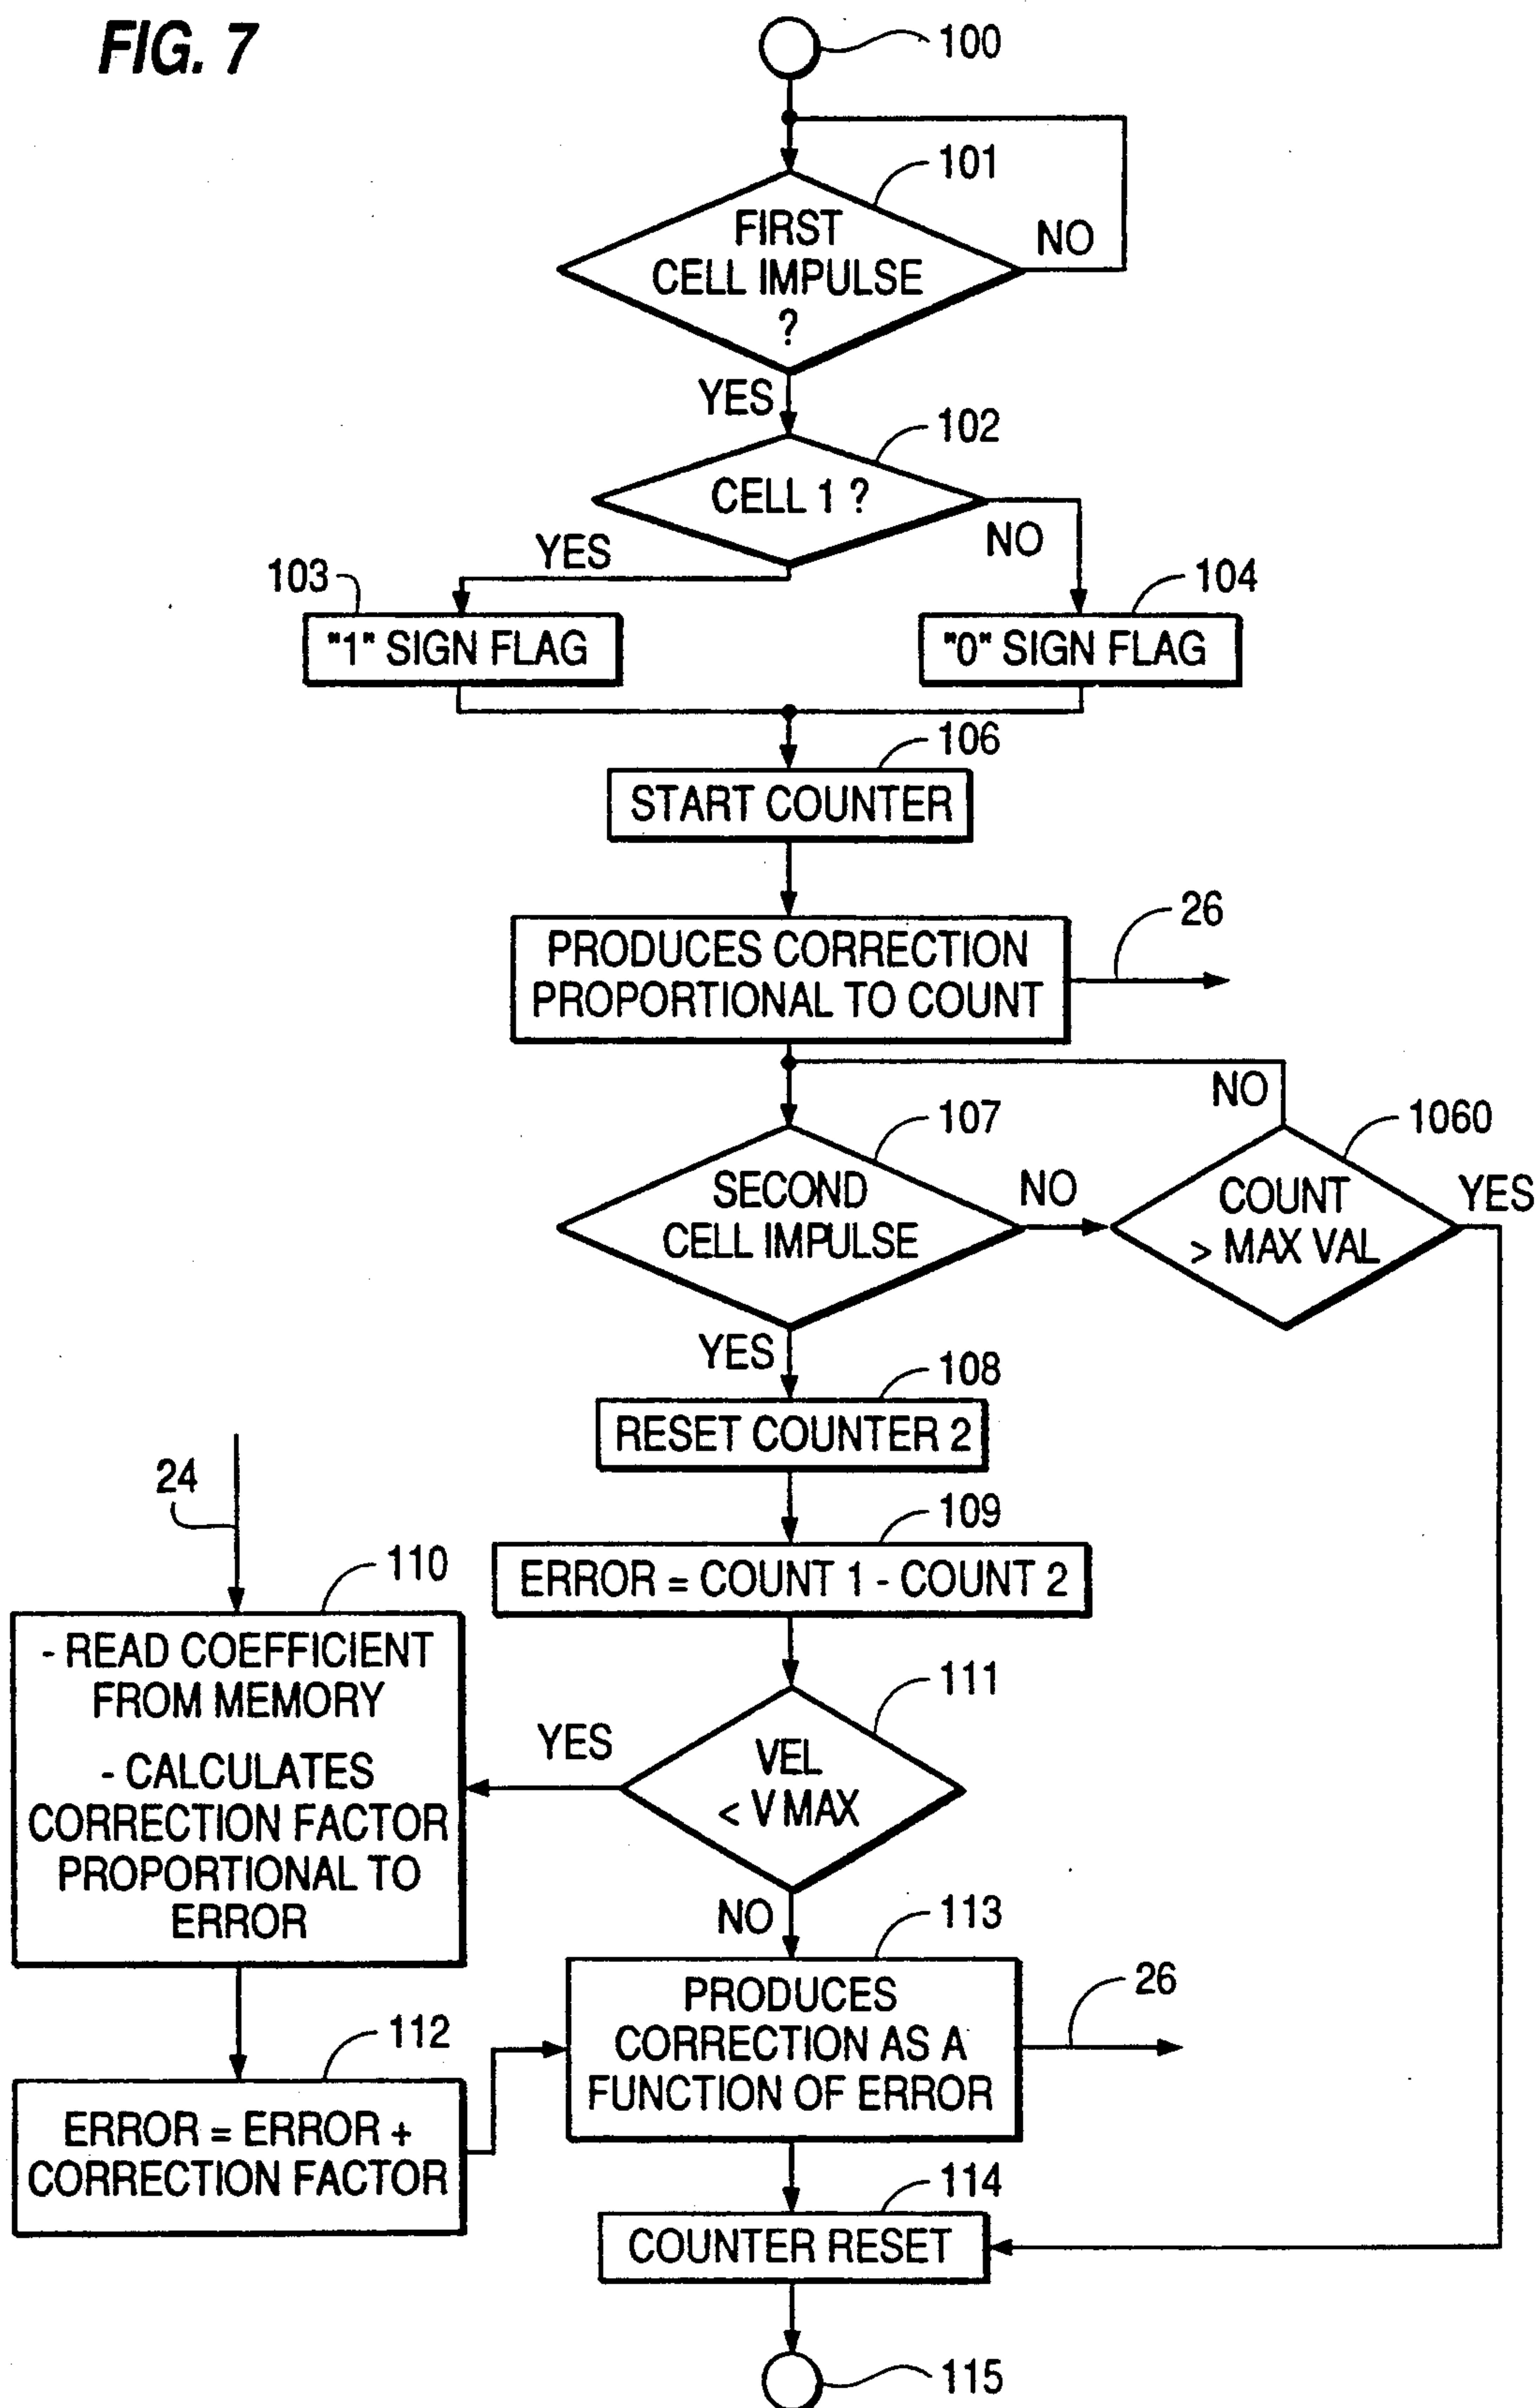 FIG. 7
100
101
FIRST
CELL IMPULSE
?
NO
YES
102
CELL 1 ?
YES
NO
103
104
"1" SIGN FLAG
"0" SIGN FLAG
106
START COUNTER
26
PRODUCES CORRECTION
PROPORTIONAL TO COUNT
NO
107
1060
SECOND
CELL IMPULSE
NO
COUNT
> MAX VAL
YES
YES
108
RESET COUNTER 2
24
109
ERROR = COUNT 1 - COUNT 2
110
- READ COEFFICIENT
FROM MEMORY
- CALCULATES
CORRECTION FACTOR
PROPORTIONAL TO
ERROR
111
YES
VEL
< V MAX
NO
113
PRODUCES
CORRECTION AS A
FUNCTION OF ERROR
26
112
ERROR = ERROR +
CORRECTION FACTOR
114
COUNTER RESET
115